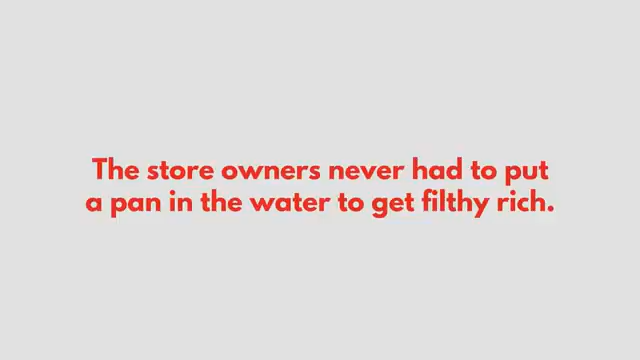 The store owners never had to put
a pan in the water to get filthy rich.